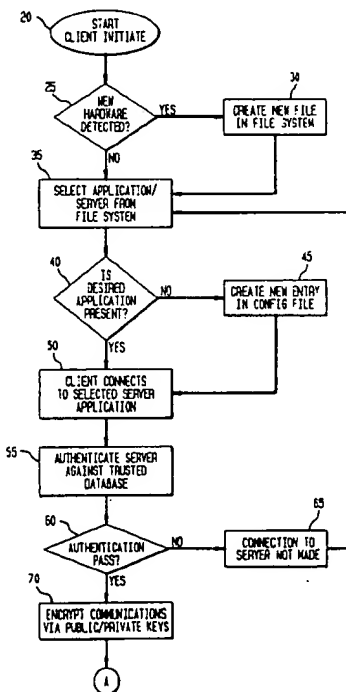 20
START
CLIENT INITIATE
25
NEW
HARDWARE
DETECTED?
YES
30
CREATE NEW FILE
IN FILE SYSTEM
NO
35
SELECT APPLICATION/
SERVER FROM
FILE SYSTEM
40
IS
DESIRED
APPLICATION
PRESENT?
NO
45
CREATE NEW ENTRY
IN CONFIG FILE
YES
50
CLIENT CONNECTS
TO SELECTED SERVER
APPLICATION
55
AUTHENTICATE SERVER
AGAINST TRUSTED
DATABASE
60
AUTHENTICATION
PASS?
NO
65
CONNECTION TO
SERVER NOT MADE
YES
70
ENCRYPT COMMUNICATIONS
VIA PUBLIC/PRIVATE KEYS
A